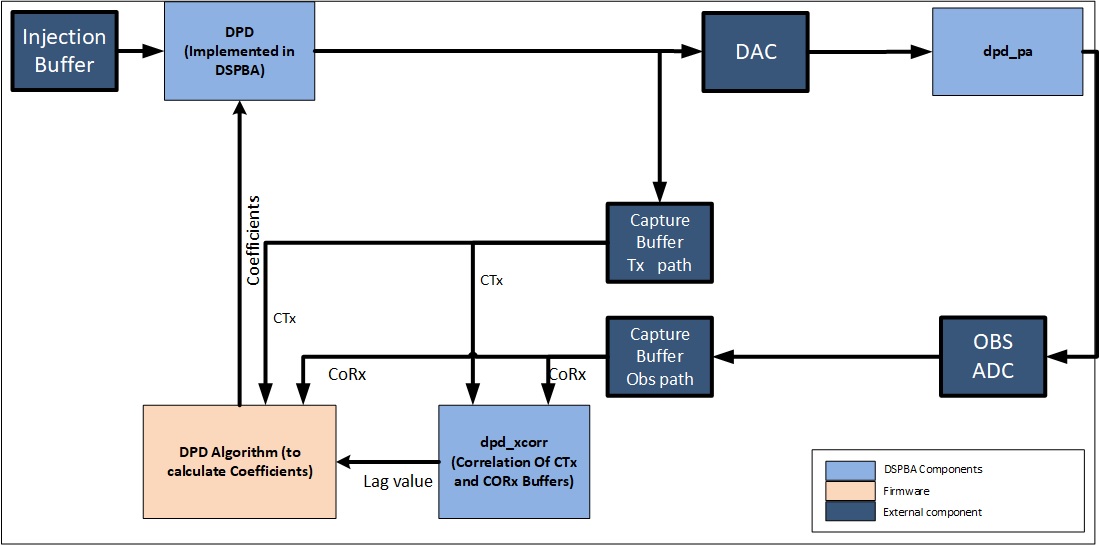 Injection
Buffer
DPD
(Implemented in
DSPBA)
DAC
dpd_pa
Coefficients
Capture
Buffer
Tx path
CTx
CTx
Capture
Buffer
Obs path
OBS
ADC
CoRx
CoRx
DPD Algorithm (to
calculate Coefficients)
Lag value
dpd_xcorr
(Correlation Of CTx
and CORx Buffers)
DSPBA Components
Firmware
External component